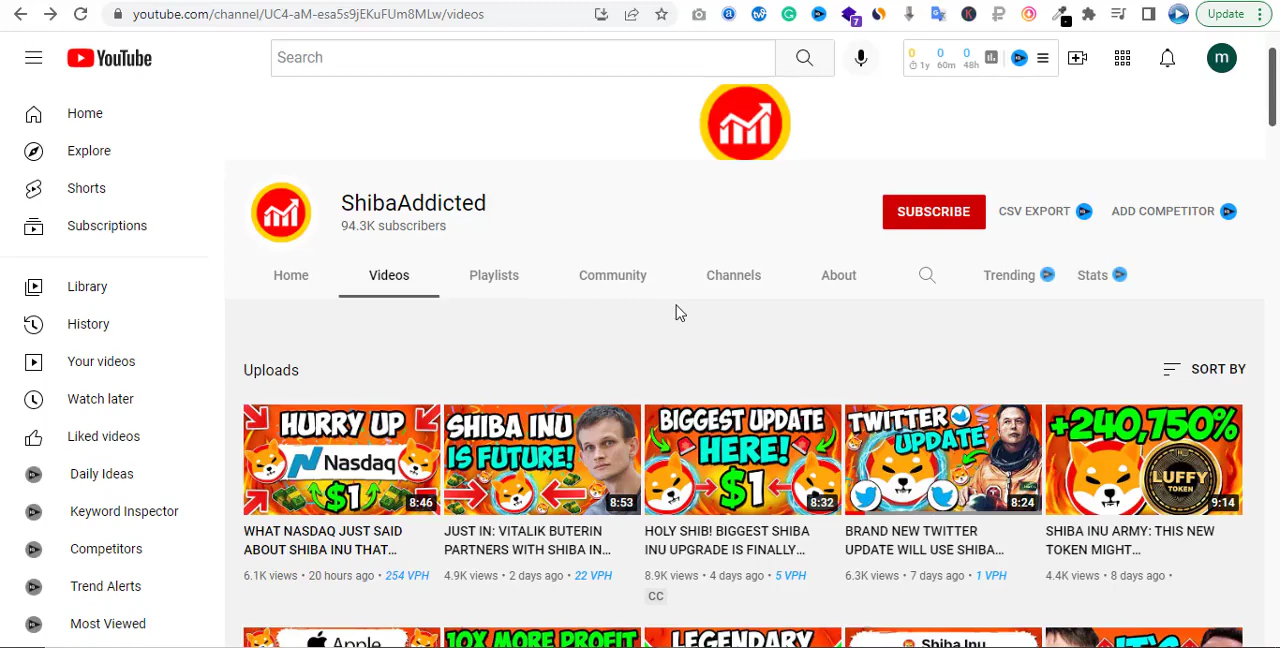 youtube.com/channel/UC4-aM-esa5s9jEKuFUm8MLw/videos
7
Update
YouTube
Search
0 0 0
1y 60m 48h
m
Home
Explore
Shorts
Subscriptions
Library
History
Your videos
Watch later
Liked videos
Daily Ideas
Keyword Inspector
Competitors
Trend Alerts
Most Viewed
ShibaAddicted
94.3K subscribers
SUBSCRIBE
CSV EXPORT
ADD COMPETITOR
Home Videos Playlists Community Channels About Trending Stats
Uploads
SORT BY
HURRY UP
Nasdaq
$1
8:46
WHAT NASDAQ JUST SAID
ABOUT SHIBA INU THAT...
6.1K views • 20 hours ago • 254 VPH
SHIBA INU
IS FUTURE!
8:53
JUST IN: VITALIK BUTERIN
PARTNERS WITH SHIBA IN...
4.9K views • 2 days ago • 22 VPH
BIGGEST UPDATE
HERE!
$1
8:32
HOLY SHIB! BIGGEST SHIBA
INU UPGRADE IS FINALLY...
8.9K views • 4 days ago • 5 VPH
CC
TWITTER
UPDATE
8:24
BRAND NEW TWITTER
UPDATE WILL USE SHIBA...
6.3K views • 7 days ago • 1 VPH
+240,750%
LUFFY
TOKEN
9:14
SHIBA INU ARMY: THIS NEW
TOKEN MIGHT...
4.4K views • 8 days ago •
Apple
10X MORE PROFIT
LEGENDARY
Shiba Inu
IT'S